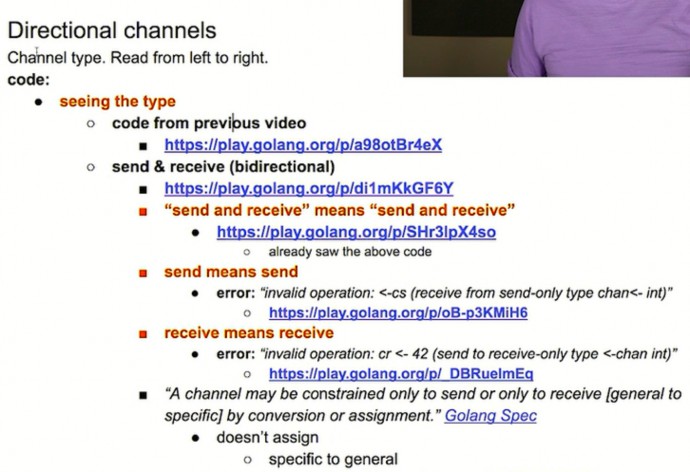 Directional channels
Channel type. Read from left to right.
code:
seeing the type
code from previous video
https://play.golang.org/p/a98otBr4eX
send & receive (bidirectional)
https://play.golang.org/p/di1mKkGF6Y
“send and receive” means “send and receive”
https://play.golang.org/p/SHr3lpX4so
already saw the above code
send means send
error: “invalid operation: <-cs (receive from send-only type chan<- int)”
https://play.golang.org/p/oB-p3KMiH6
receive means receive
error: “invalid operation: cr <- 42 (send to receive-only type <-chan int)”
https://play.golang.org/p/_DBRueImEq
“A channel may be constrained only to send or only to receive [general to
specific] by conversion or assignment.” Golang Spec
doesn’t assign
specific to general